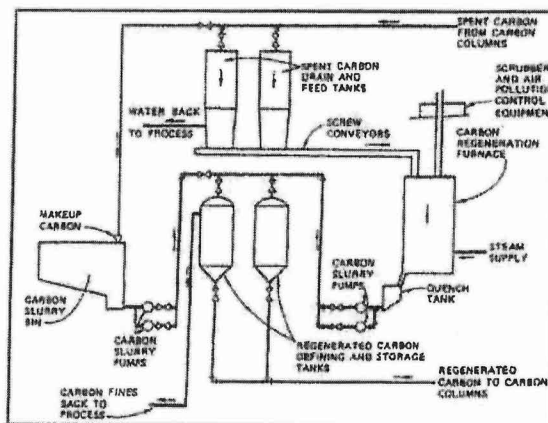 SPENT CARBON
FROM CARBON
COLUMNS
SCRUBBER
AND AIR
POLLUTION
CONTROL
EQUIPMENT
SPENT CARBON
DRAIN AND
FEED TANKS
WATER BACK
TO PROCESS
SCREW
CONVEYORS
CARBON
REGENERATION
FURNACE
MAKEUP
CARBON
STEAM
SUPPLY
CARBON
SLURRY
PUMPS
QUENCH
TANK
CARBON
SLURRY
BIN
CARBON
SLURRY
PUMPS
REGENERATED CARBON
DEFINING AND STORAGE
TANKS
REGENERATED
CARBON TO CARBON
COLUMNS
CARBON FINES
BACK TO
PROCESS